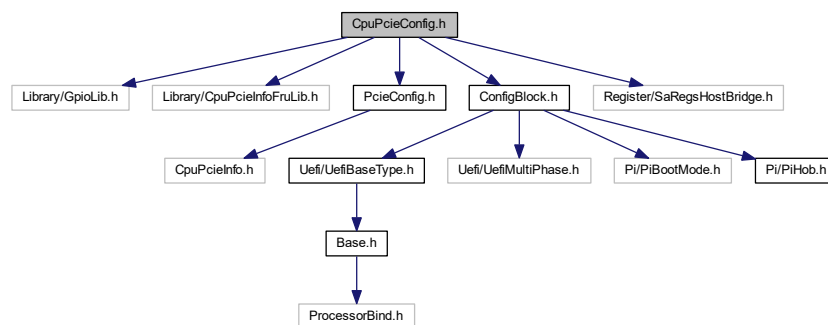 CpuPcieConfig.h
Library/GpioLib.h
Library/CpuPcieInfoFruLib.h
PcieConfig.h
ConfigBlock.h
Register/SaRegsHostBridge.h
CpuPcieInfo.h
Uefi/UefiBaseType.h
Uefi/UefiMultiPhase.h
Pi/PiBootMode.h
Pi/PiHob.h
Base.h
ProcessorBind.h